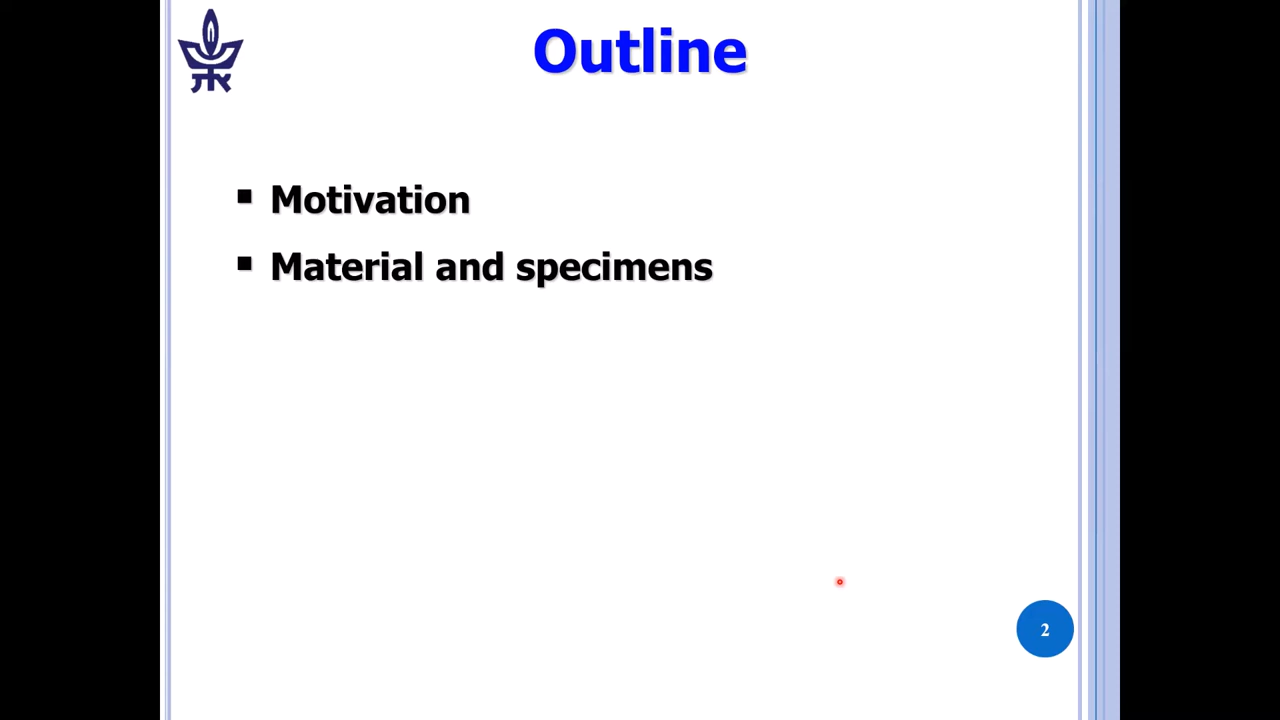 Outline
Motivation
Material and specimens
2